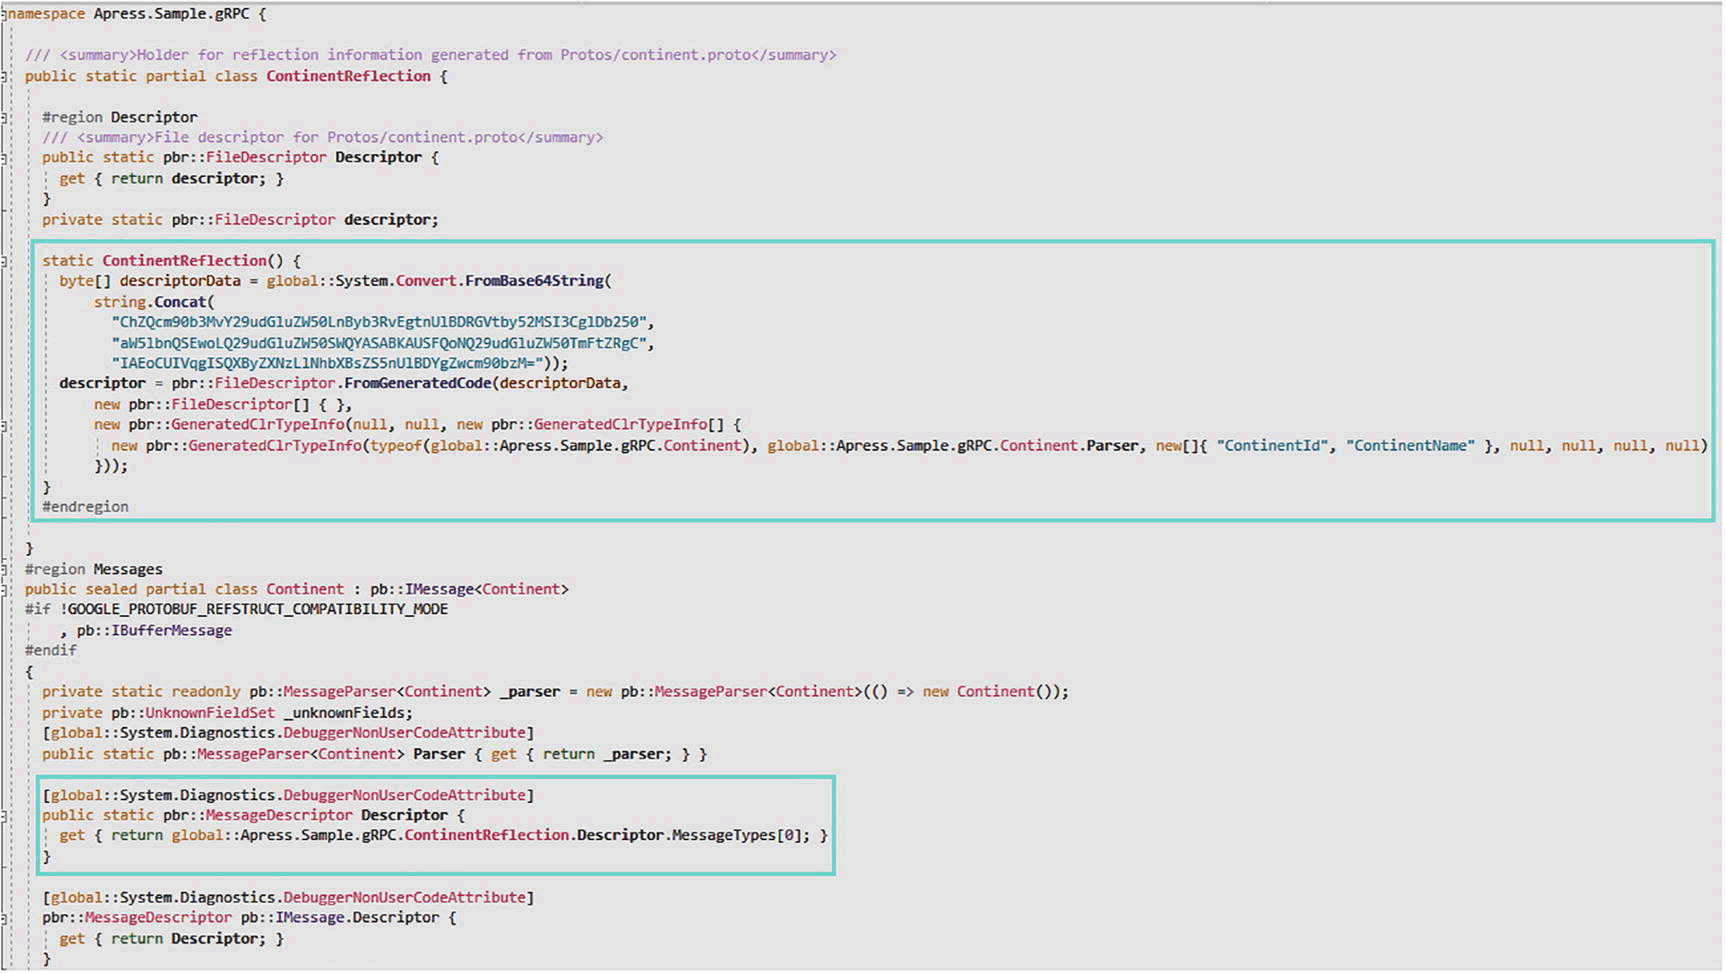 namespace Apress.Sample.gRPC {
/// <summary>Holder for reflection information generated from Protos/continent.proto</summary>
public static partial class ContinentReflection {
#region Descriptor
/// <summary>File descriptor for Protos/continent.proto</summary>
public static pbr::FileDescriptor Descriptor {
get { return descriptor; }
}
private static pbr::FileDescriptor descriptor;
static ContinentReflection() {
byte[] descriptorData = global::System.Convert.FromBase64String(
string.Concat(
"ChZQcm90b3MvY29udGluZW50LnByb3RvEgtnUlBDRGVtby52MSI3CglDb250",
"aW5lbnQSEwoLQ29udGluZW50SWQYASABKAUSFQoNQ29udGluZW50TmFtZRgC",
"IAEoCUIVqgISQXByZXNzLlNhbXBsZS5nUlBDYgZwcm90bzM="));
descriptor = pbr::FileDescriptor.FromGeneratedCode(descriptorData,
new pbr::FileDescriptor[] { },
new pbr::GeneratedClrTypeInfo(null, null, new pbr::GeneratedClrTypeInfo[] {
new pbr::GeneratedClrTypeInfo(typeof(global::Apress.Sample.gRPC.Continent), global::Apress.Sample.gRPC.Continent.Parser, new[]{ "ContinentId", "ContinentName" }, null, null, null, null)
}));
}
#endregion
}
#region Messages
public sealed partial class Continent : pb::IMessage<Continent>
#if !GOOGLE_PROTOBUF_REFSTRUCT_COMPATIBILITY_MODE
, pb::IBufferMessage
#endif
{
private static readonly pb::MessageParser<Continent> _parser = new pb::MessageParser<Continent>(() => new Continent());
private pb::UnknownFieldSet _unknownFields;
[global::System.Diagnostics.DebuggerNonUserCodeAttribute]
public static pb::MessageParser<Continent> Parser { get { return _parser; } }
[global::System.Diagnostics.DebuggerNonUserCodeAttribute]
public static pbr::MessageDescriptor Descriptor {
get { return global::Apress.Sample.gRPC.ContinentReflection.Descriptor.MessageTypes[0]; }
}
[global::System.Diagnostics.DebuggerNonUserCodeAttribute]
pbr::MessageDescriptor pb::IMessage.Descriptor {
get { return Descriptor; }
}